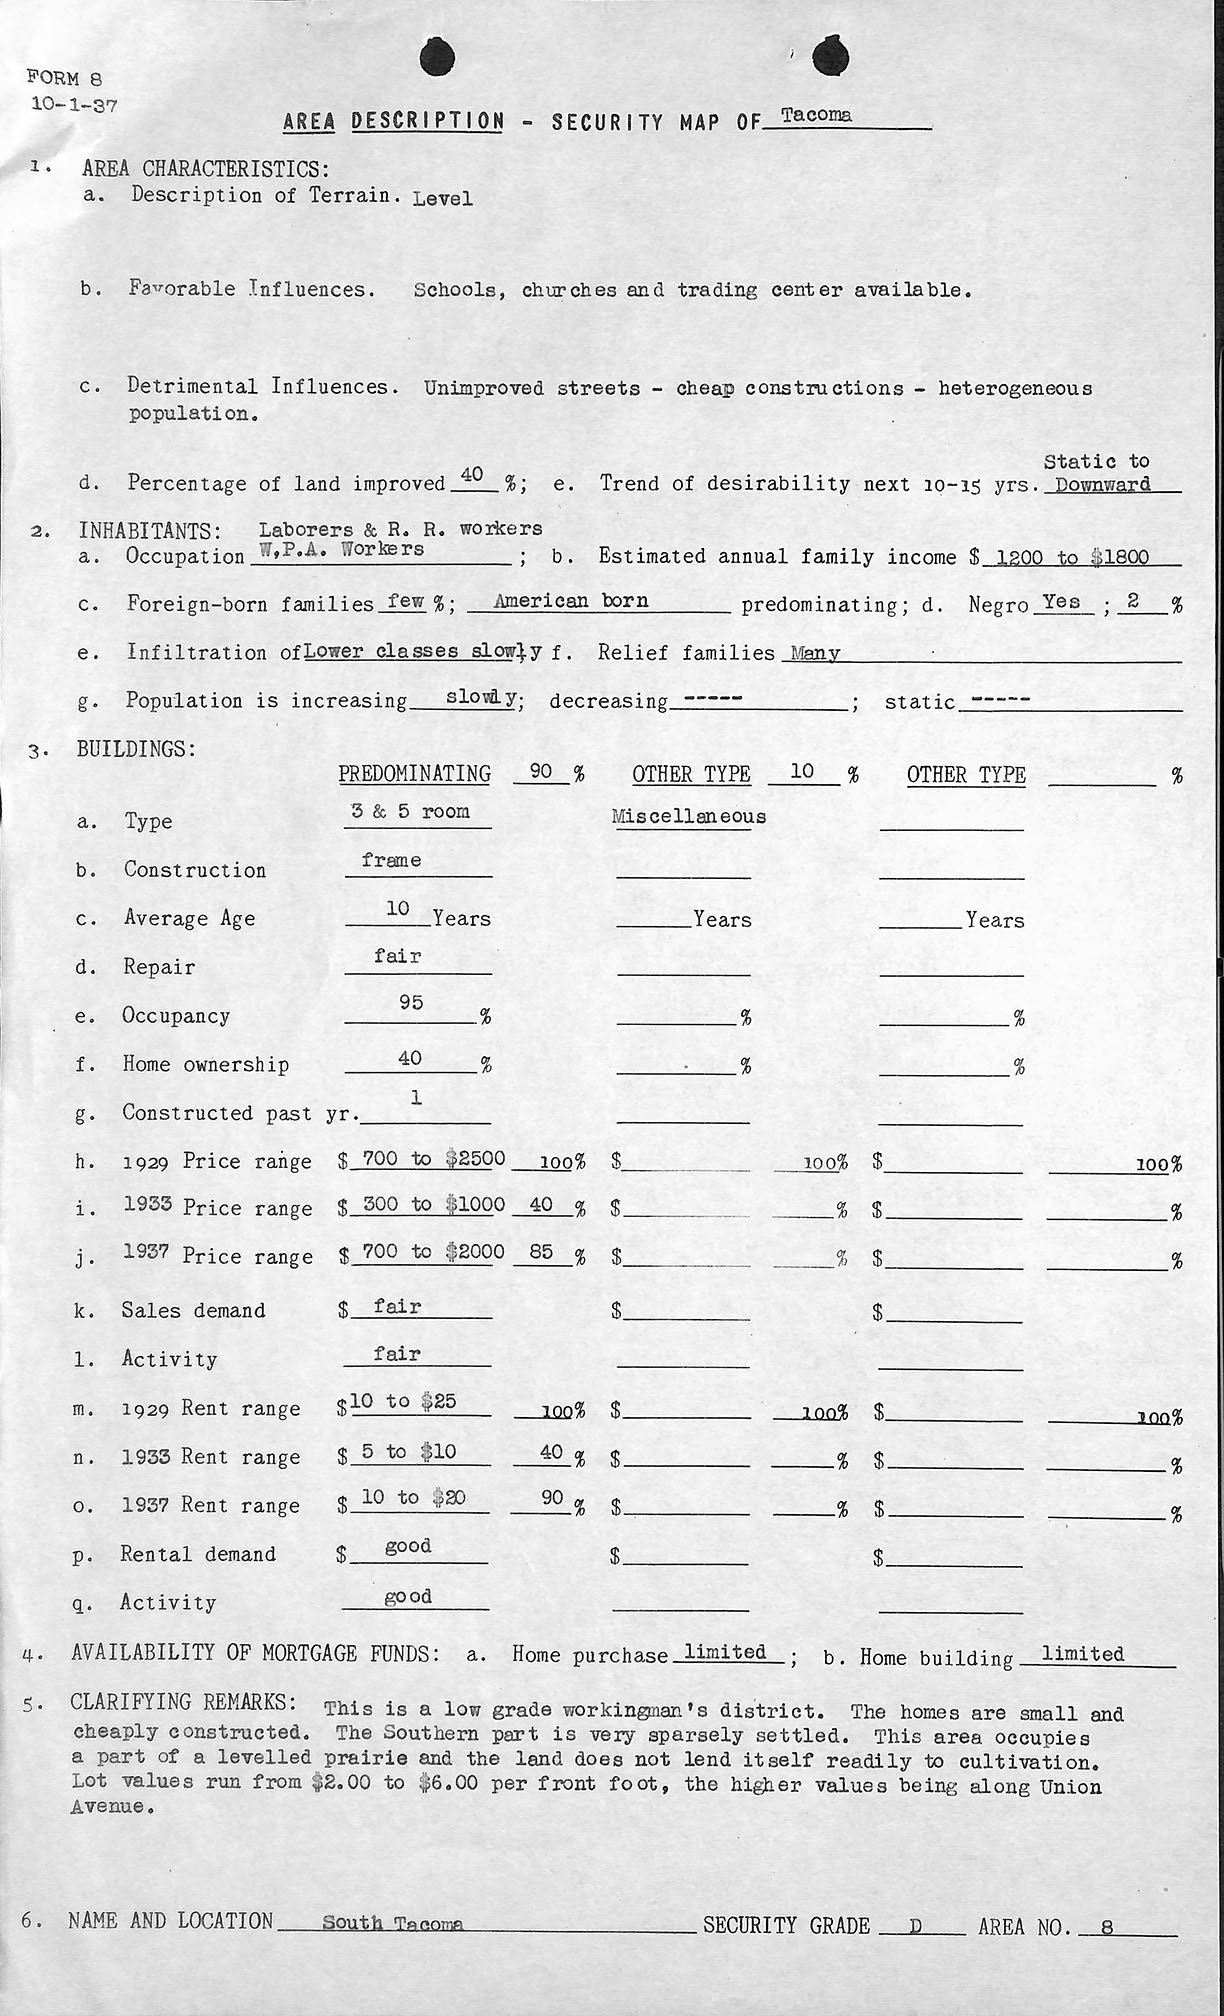 FORM 8
10-1-37
AREA DESCRIPTION - SECURITY MAP OF Tacoma
1. AREA CHARACTERISTICS:
a. Description of Terrain. Level
b. Favorable Influences. Schools, churches and trading center available.
c. Detrimental Influences. Unimproved streets - cheap constructions - heterogeneous
population.
Static to
d. Percentage of land improved 40 %; e. Trend of desirability next 10-15 yrs. Downward
2. INHABITANTS: Laborers & R. R. workers
a. Occupation W,P.A. Workers ; b. Estimated annual family income $ 1200 to $1800
c. Foreign-born families few %; American born predominating; d. Negro Yes ; 2 %
e. Infiltration of Lower classes slowly f. Relief families Many
g. Population is increasing slowly; decreasing ----- ; static -----
3. BUILDINGS:
PREDOMINATING 90 % OTHER TYPE 10 % OTHER TYPE %
a. Type 3 & 5 room Miscellaneous
b. Construction frame
c. Average Age 10 Years Years Years
d. Repair fair
e. Occupancy 95 % % %
f. Home ownership 40 % % %
g. Constructed past yr. 1
h. 1929 Price range $ 700 to $2500 100% $ 100% $ 100%
i. 1933 Price range $ 300 to $1000 40 % $ % $ %
j. 1937 Price range $ 700 to $2000 85 % $ % $ %
k. Sales demand $ fair $ $
l. Activity fair
m. 1929 Rent range $10 to $25 100% $ 100% $ 100%
n. 1933 Rent range $ 5 to $10 40 % $ % $ %
o. 1937 Rent range $ 10 to $20 90 % $ % $ %
p. Rental demand $ good $ $
q. Activity good
4. AVAILABILITY OF MORTGAGE FUNDS: a. Home purchase limited ; b. Home building limited
5. CLARIFYING REMARKS: This is a low grade workingman's district. The homes are small and
cheaply constructed. The Southern part is very sparsely settled. This area occupies
a part of a levelled prairie and the land does not lend itself readily to cultivation.
Lot values run from $2.00 to $6.00 per front foot, the higher values being along Union
Avenue.
6. NAME AND LOCATION South Tacoma SECURITY GRADE D AREA NO. 8